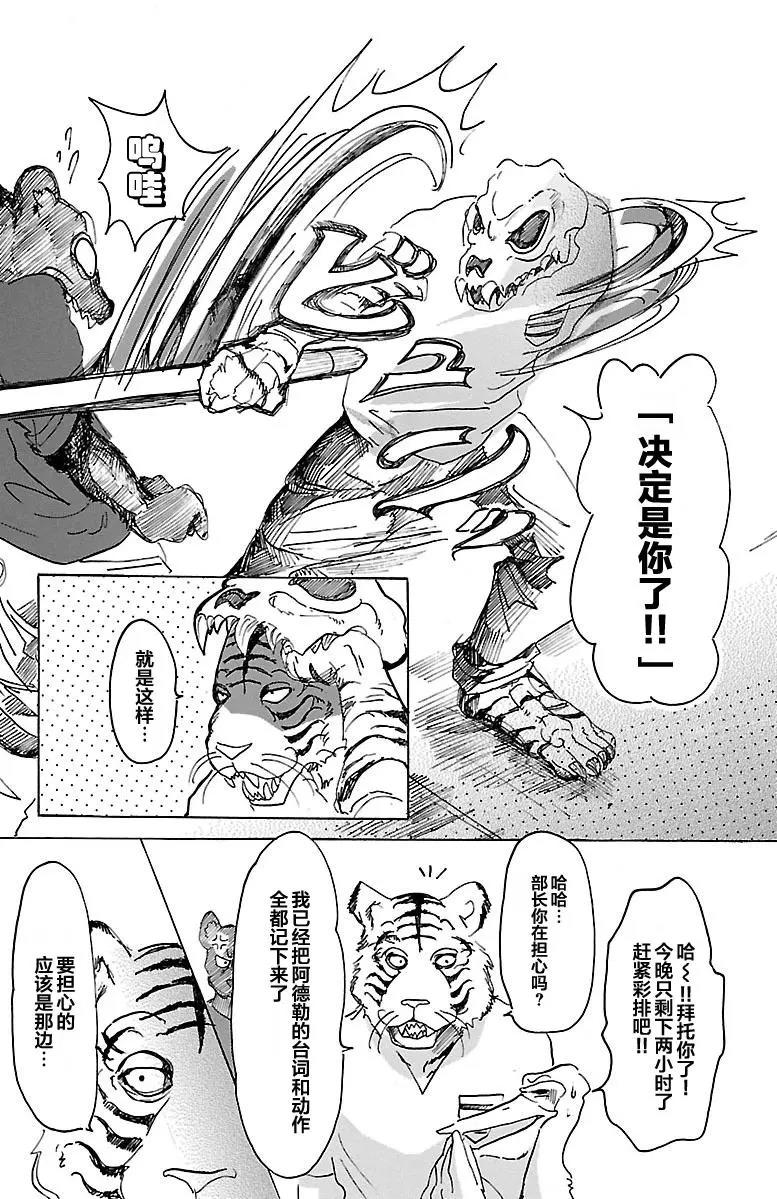 「决定是你了!!」
呜
哇
ビシッ
就是这样…
哈～!!拜托你了!
今晚只剩下两小时了
赶紧彩排吧!!
哈哈…
部长你在担心吗?
我已经把阿德勒的台词和动作
全都记下来了
要担心的
应该是那边…